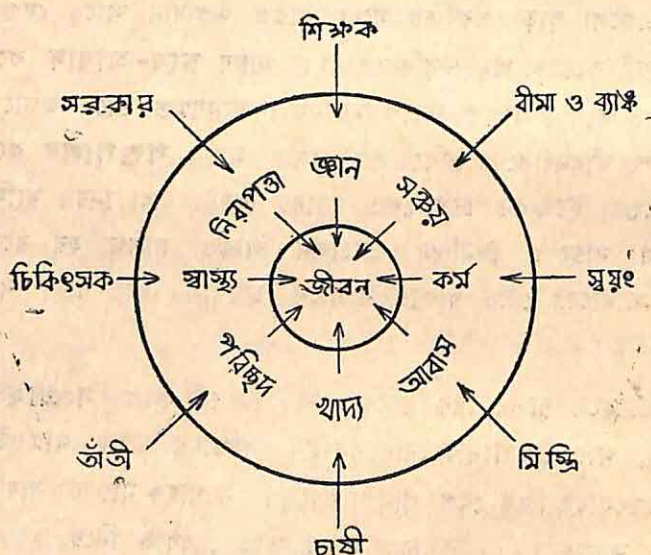 শিক্ষক
সরকার
বীমা ও ব্যাঙ্ক
জ্ঞান
নিরাপত্তা
সঞ্চয়
চিকিৎসক
স্বাস্থ্য
জীবন
কর্ম
স্বয়ং
পরিচ্ছদ
খাদ্য
আবাস
তাঁতী
মিস্ত্রি
চাষী